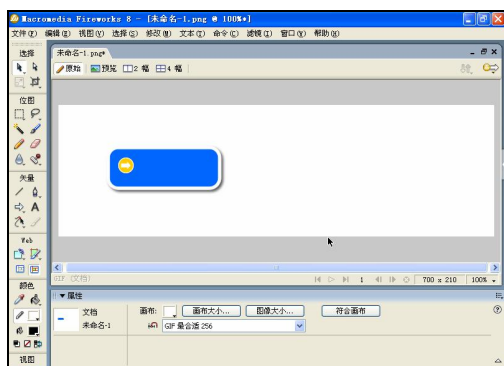 Macromedia Fireworks 8 - [未命名-1.png @ 100%*]
文件(F) 编辑(E) 视图(V) 选择(S) 修改(M) 文本(T) 命令(C) 滤镜(I) 窗口(W) 帮助(H)
选择
未命名-1.png*
原始 预览 2 幅 4 幅
位图
矢量
Web
颜色
视图
GIF (文档)
1
700 x 210
100%
属性
文档
未命名-1
画布:
画布大小...
图像大小...
符合画布
GIF 最合适 256